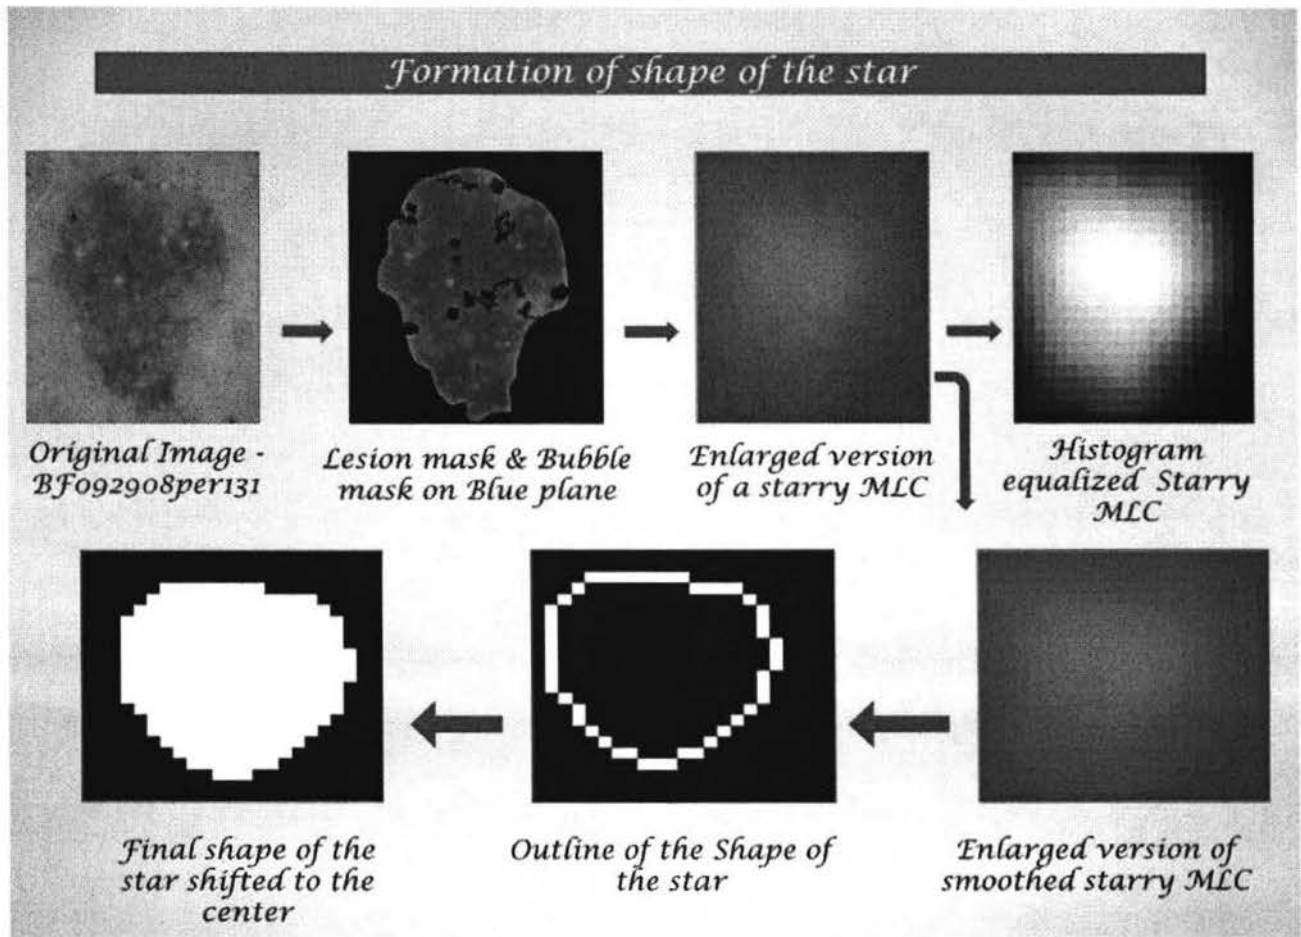 Formation of shape of the star
Original Image -
BF092908per131
Lesion mask & Bubble
mask on Blue plane
Enlarged version
of a starry MLC
Histogram
equalized Starry
MLC
Final shape of the
star shifted to the
center
Outline of the Shape of
the star
Enlarged version of
smoothed starry MLC